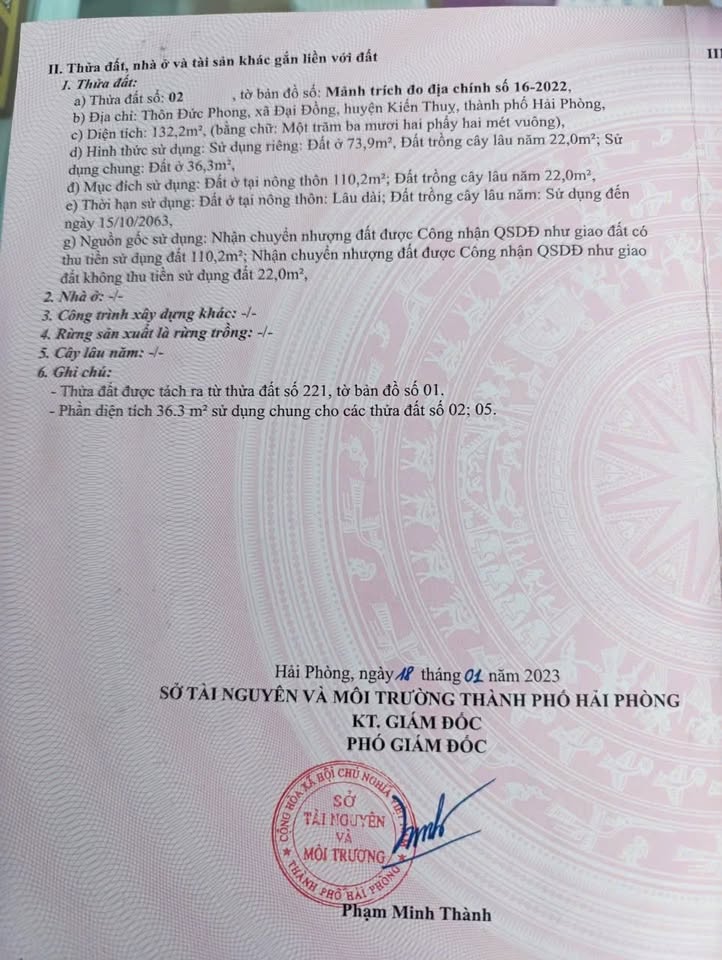 II. Thửa đất, nhà ở và tài sản khác gắn liền với đất
III
1. Thửa đất:
a) Thửa đất số: 02 , tờ bản đồ số: Mảnh trích đo địa chính số 16-2022,
b) Địa chỉ: Thôn Đức Phong, xã Đại Đồng, huyện Kiến Thuỵ, thành phố Hải Phòng,
c) Diện tích: 132,2m², (bằng chữ: Một trăm ba mươi hai phẩy hai mét vuông),
d) Hình thức sử dụng: Sử dụng riêng: Đất ở 73,9m², Đất trồng cây lâu năm 22.0m²; Sử
dụng chung: Đất ở 36,3m²,
đ) Mục đích sử dụng: Đất ở tại nông thôn 110,2m²; Đất trồng cây lâu năm 22.0m²,
e) Thời hạn sử dụng: Đất ở tại nông thôn: Lâu dài; Đất trồng cây lâu năm: Sử dụng đến
ngày 15/10/2063,
g) Nguồn gốc sử dụng: Nhận chuyển nhượng đất được Công nhận QSDĐ như giao đất có
thu tiền sử dụng đất 110,2m²; Nhận chuyển nhượng đất được Công nhận QSDĐ như giao
đất không thu tiền sử dụng đất 22.0m²,
2. Nhà ở: -/-
3. Công trình xây dựng khác: -/-
4. Rừng sản xuất là rừng trồng: -/-
5. Cây lâu năm: -/-
6. Ghi chú:
- Thửa đất được tách ra từ thửa đất số 221, tờ bản đồ số 01.
- Phần diện tích 36.3 m² sử dụng chung cho các thửa đất số 02; 05.
Hải Phòng, ngày 18 tháng 01 năm 2023
SỞ TÀI NGUYÊN VÀ MÔI TRƯỜNG THÀNH PHỐ HẢI PHÒNG
KT. GIÁM ĐỐC
PHÓ GIÁM ĐỐC
CỘNG HÒA XÃ HỘI CHỦ NGHĨA VIỆT
SỞ
TÀI NGUYÊN
VÀ
MÔI TRƯỜNG
THÀNH PHỐ HẢI PHÒNG
Phạm Minh Thành